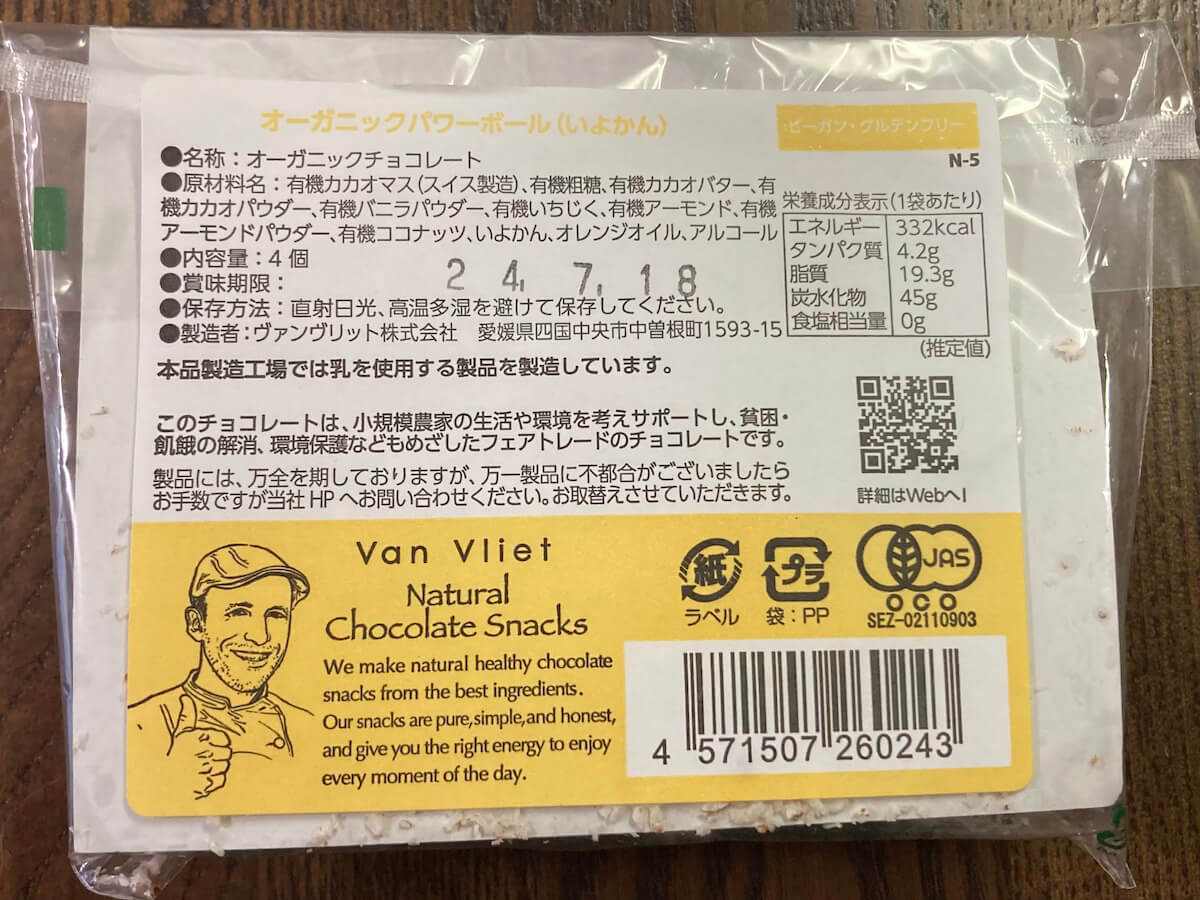 オーガニックパワーボール(いよかん)
ビーガン・グルテンフリー
N-5
●名称：オーガニックチョコレート
●原材料名：有機カカオマス(スイス製造)、有機粗糖、有機カカオバター、有
機カカオパウダー、有機バニラパウダー、有機いちじく、有機アーモンド、有機
アーモンドパウダー、有機ココナッツ、いよかん、オレンジオイル、アルコール
●内容量：4個
●賞味期限：
24.7.18
●保存方法：直射日光、高温多湿を避けて保存してください。
●製造者：ヴァンヴリット株式会社 愛媛県四国中央市中曽根町1593-15
栄養成分表示(1袋あたり)
エネルギー 332kcal
タンパク質 4.2g
脂質 19.3g
炭水化物 45g
食塩相当量 0g
(推定値)
本品製造工場では乳を使用する製品を製造しています。
このチョコレートは、小規模農家の生活や環境を考えサポートし、貧困・
飢餓の解消、環境保護などもめざしたフェアトレードのチョコレートです。
製品には、万全を期しておりますが、万一製品に不都合がございましたら
お手数ですが当社HPへお問い合わせください。お取替えさせていただきます。
詳細はWebへ!
Van Vliet
Natural
Chocolate Snacks
We make natural healthy chocolate
snacks from the best ingredients.
Our snacks are pure,simple,and honest,
and give you the right energy to enjoy
every moment of the day.
紙
ラベル
プラ
袋：PP
JAS
OCO
SEZ-02110903
4 571507 260243